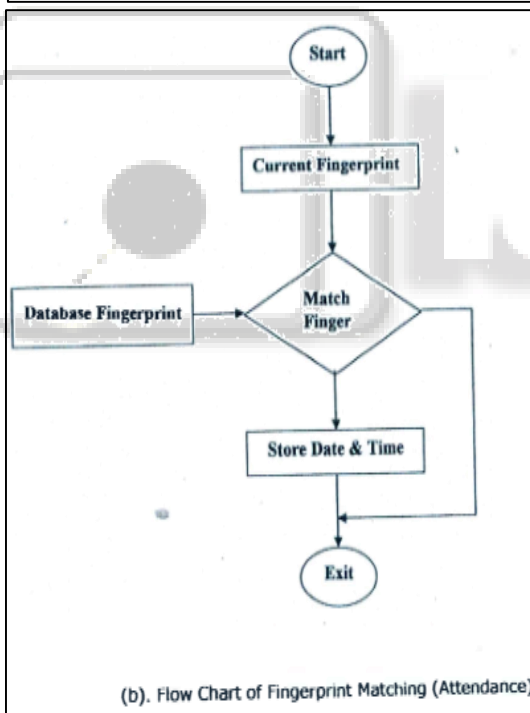 Start
Current Fingerprint
Match
Finger
Database Fingerprint
Store Date & Time
Exit
(b). Flow Chart of Fingerprint Matching (Attendance)